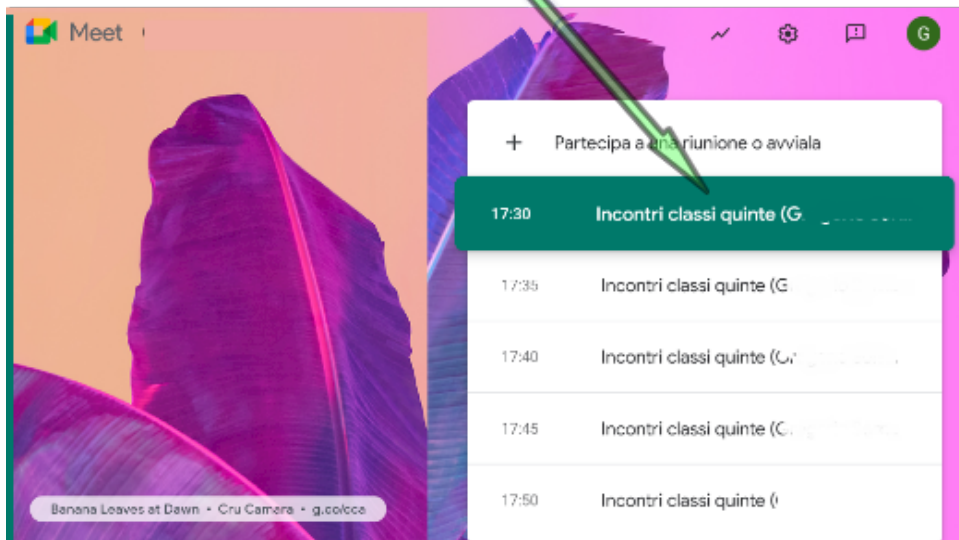 Meet
G
+ Partecipa a una riunione o avviala
17:30 Incontri classi quinte (G
17:35 Incontri classi quinte (G
17:40 Incontri classi quinte (
17:45 Incontri classi quinte (G
17:50 Incontri classi quinte (
Banana Leaves at Dawn • Cru Camara • g.co/cca